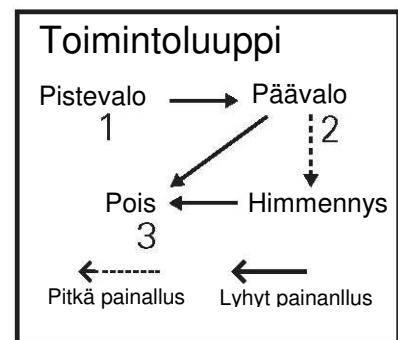 Toimintoluuppi
Pistevalo Päävalo
1 2
Pois Himmennys
3
Pitkä painallus Lyhyt painanllus